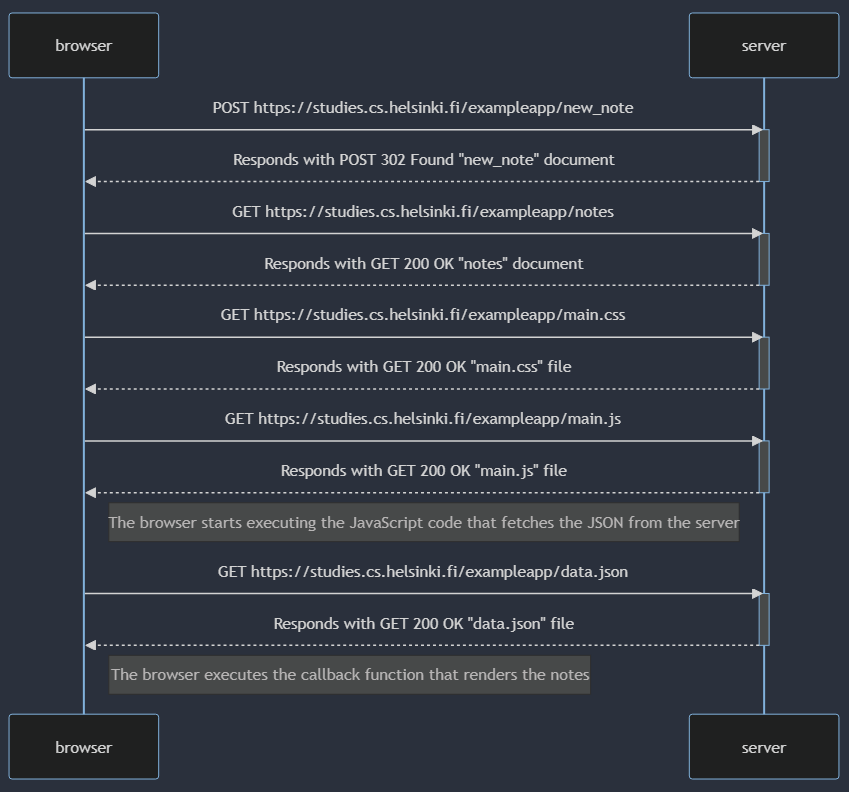 browser
server
POST https://studies.cs.helsinki.fi/exampleapp/new_note
Responds with POST 302 Found "new_note" document
GET https://studies.cs.helsinki.fi/exampleapp/notes
Responds with GET 200 OK "notes" document
GET https://studies.cs.helsinki.fi/exampleapp/main.css
Responds with GET 200 OK "main.css" file
GET https://studies.cs.helsinki.fi/exampleapp/main.js
Responds with GET 200 OK "main.js" file
The browser starts executing the JavaScript code that fetches the JSON from the server
GET https://studies.cs.helsinki.fi/exampleapp/data.json
Responds with GET 200 OK "data.json" file
The browser executes the callback function that renders the notes
browser
server